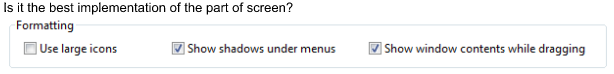 Is it the best implementation of the part of screen?
Formatting
Use large icons Show shadows under menus Show window contents while dragging